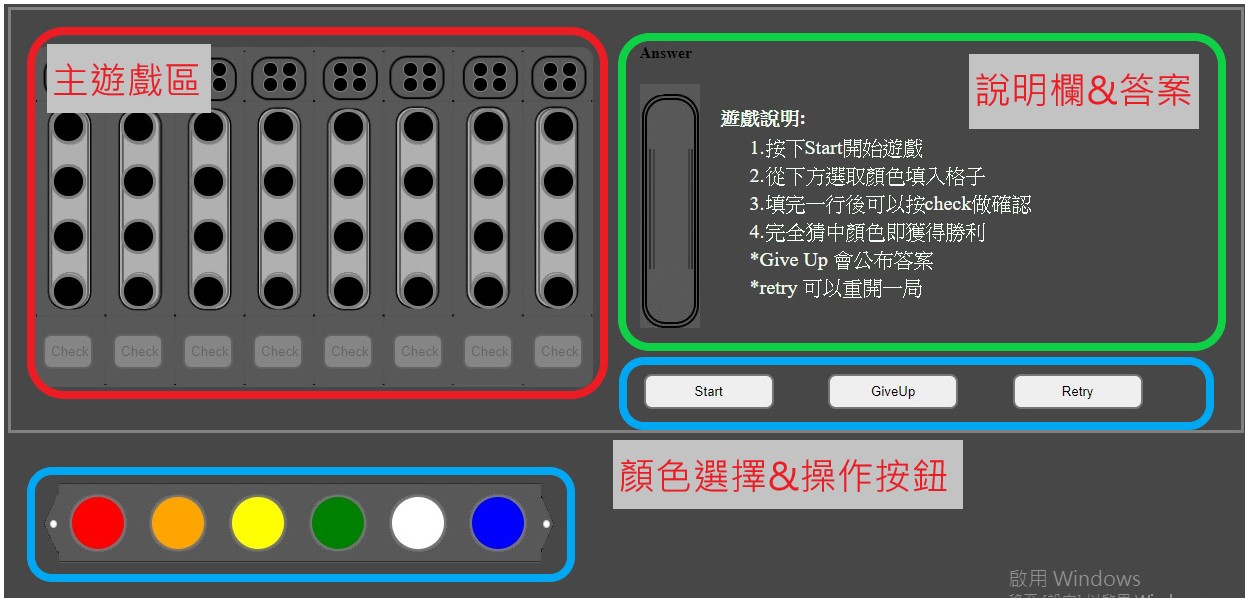 主遊戲區
Check Check Check Check Check Check Check Check
Answer
說明欄&答案
遊戲說明:
1.按下Start開始遊戲
2.從下方選取顏色填入格子
3.填完一行後可以按check做確認
4.完全猜中顏色即獲得勝利
*Give Up 會公布答案
*retry 可以重開一局
Start GiveUp Retry
顏色選擇&操作按鈕
啟用 Windows